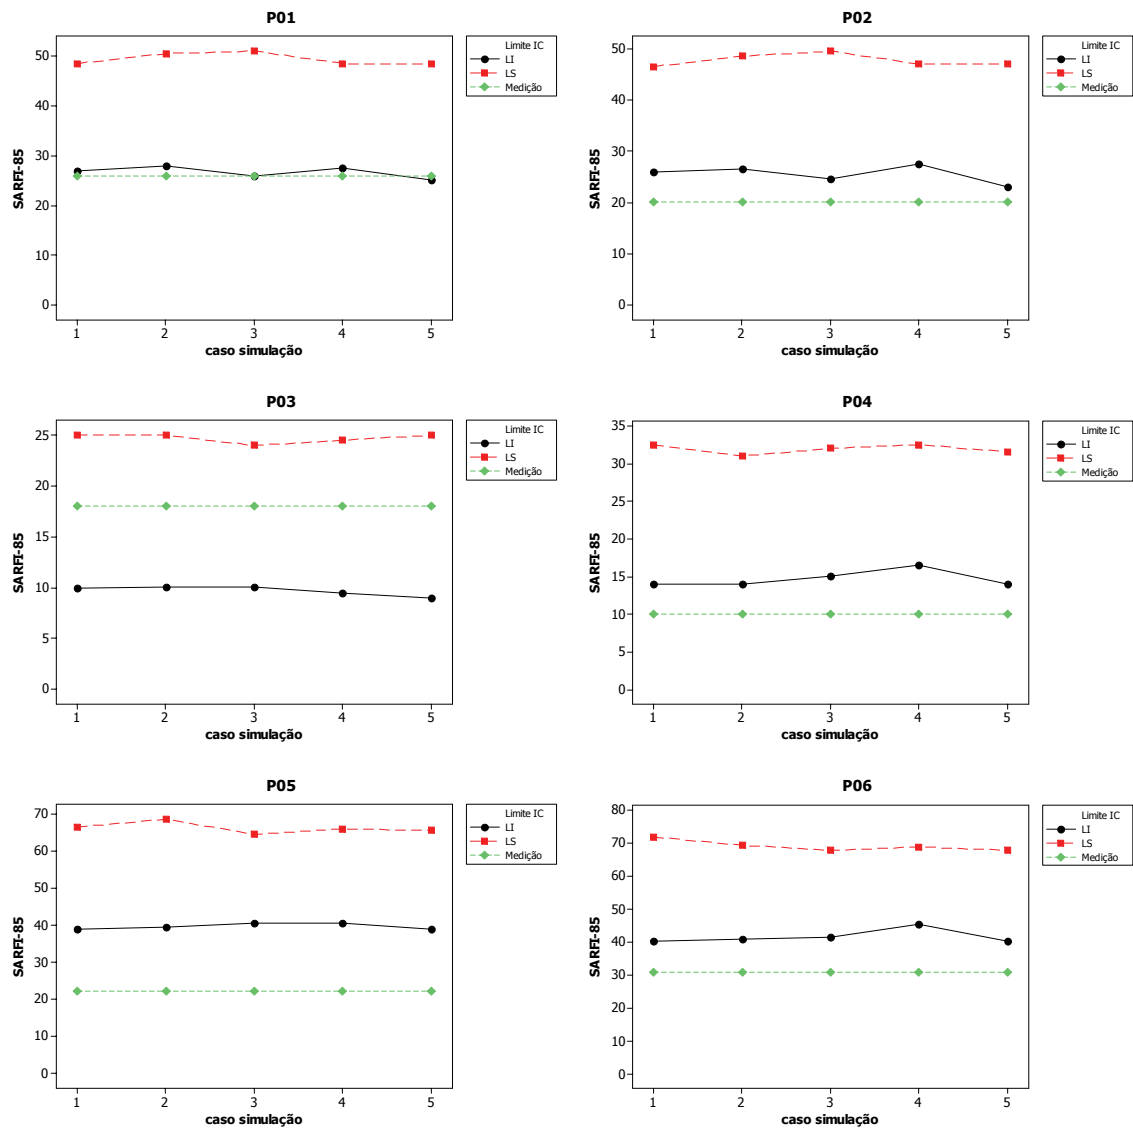 P01
50
40
30
20
10
0
SARFI-85
1 2 3 4 5
caso simulação
Limite IC
LI
LS
Medição
P02
50
40
30
20
10
0
SARFI-85
1 2 3 4 5
caso simulação
Limite IC
LI
LS
Medição
P03
25
20
15
10
5
0
SARFI-85
1 2 3 4 5
caso simulação
Limite IC
LI
LS
Medição
P04
35
30
25
20
15
10
5
0
SARFI-85
1 2 3 4 5
caso simulação
Limite IC
LI
LS
Medição
P05
70
60
50
40
30
20
10
0
SARFI-85
1 2 3 4 5
caso simulação
Limite IC
LI
LS
Medição
P06
80
70
60
50
40
30
20
10
0
SARFI-85
1 2 3 4 5
caso simulação
Limite IC
LI
LS
Medição